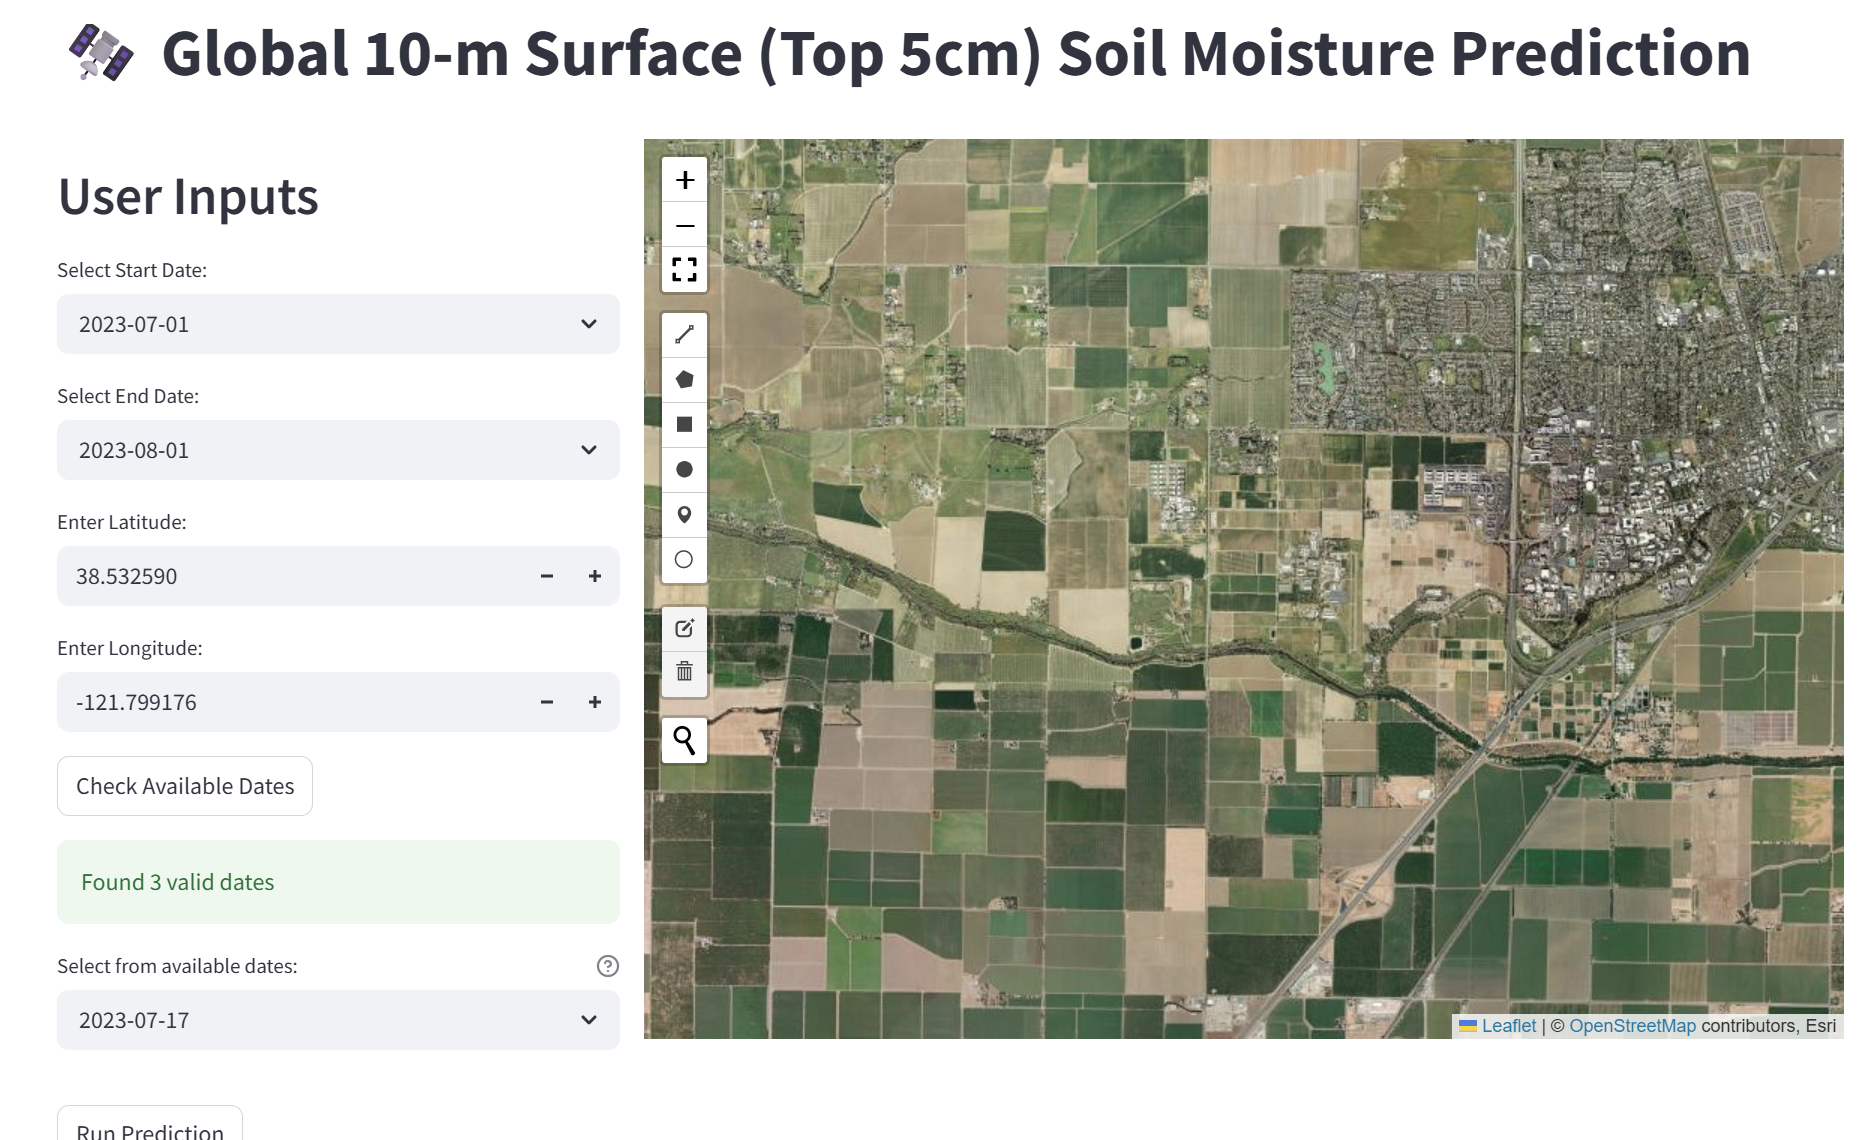 Global 10-m Surface (Top 5cm) Soil Moisture Prediction
User Inputs
Select Start Date:
2023-07-01
Select End Date:
2023-08-01
Enter Latitude:
38.532590
Enter Longitude:
-121.799176
Check Available Dates
Found 3 valid dates
Select from available dates:
2023-07-17
Run Prediction
Leaflet | © OpenStreetMap contributors, Esri